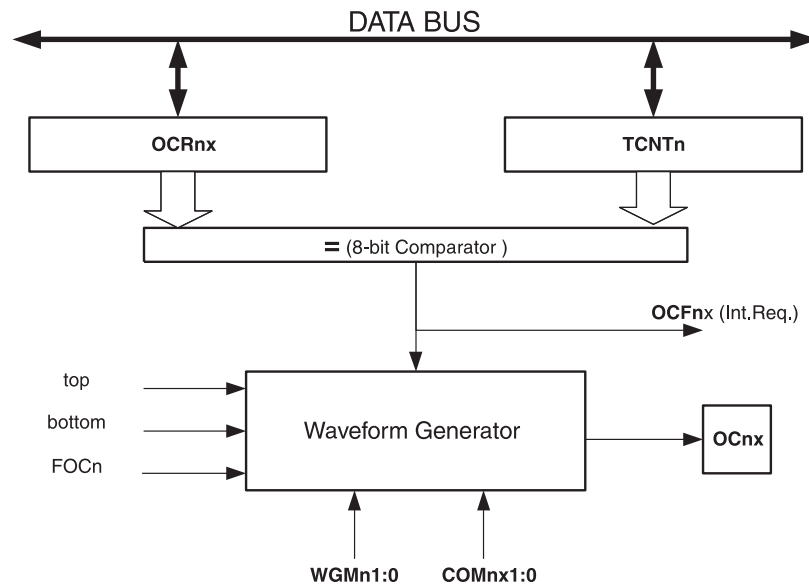 DATA BUS
OCRnx
TCNTn
= (8-bit Comparator )
OCFnx (Int.Req.)
top
bottom
FOCn
Waveform Generator
OCnx
WGMn1:0
COMnx1:0